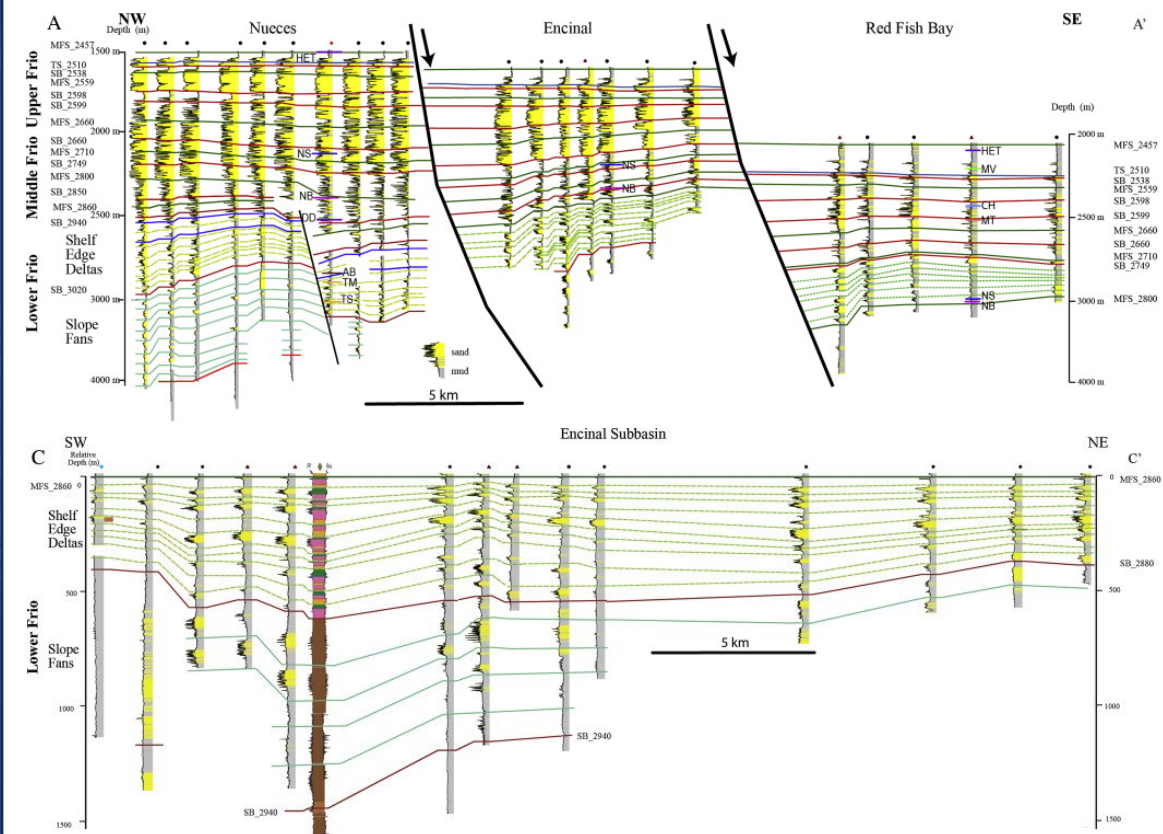 A
NW
Depth (m)
Nueces
Encinal
Red Fish Bay
SE
A'
Upper Frio
Middle Frio
Lower Frio
MFS_2457
TS_2510
SB_2538
MFS_2559
SB_2598
SB_2599
MFS_2660
SB_2660
MFS_2710
SB_2749
MFS_2800
SB_2850
MFS_2860
SB_2940
Shelf
Edge
Deltas
SB_3020
Slope
Fans
1500 m
2000 m
2500 m
3000 m
4000 m
HET
NS
NB
DD
AB
TM
TS
NS
NB
sand
mud
5 km
HET
MV
CH
MT
NS
NB
Depth (m)
2000 m
2500 m
3000 m
4000 m
MFS_2457
TS_2510
SB_2538
MFS_2559
SB_2598
SB_2599
MFS_2660
SB_2660
MFS_2710
SB_2749
MFS_2800
Encinal Subbasin
SW
C
Relative
Depth (m)
NE
C'
MFS_2860
0
Shelf
Edge
Deltas
500
Lower Frio
Slope
Fans
1000
1500
SB_2940
SB_2940
5 km
0
MFS_2860
SB_2880
500
1000
1500